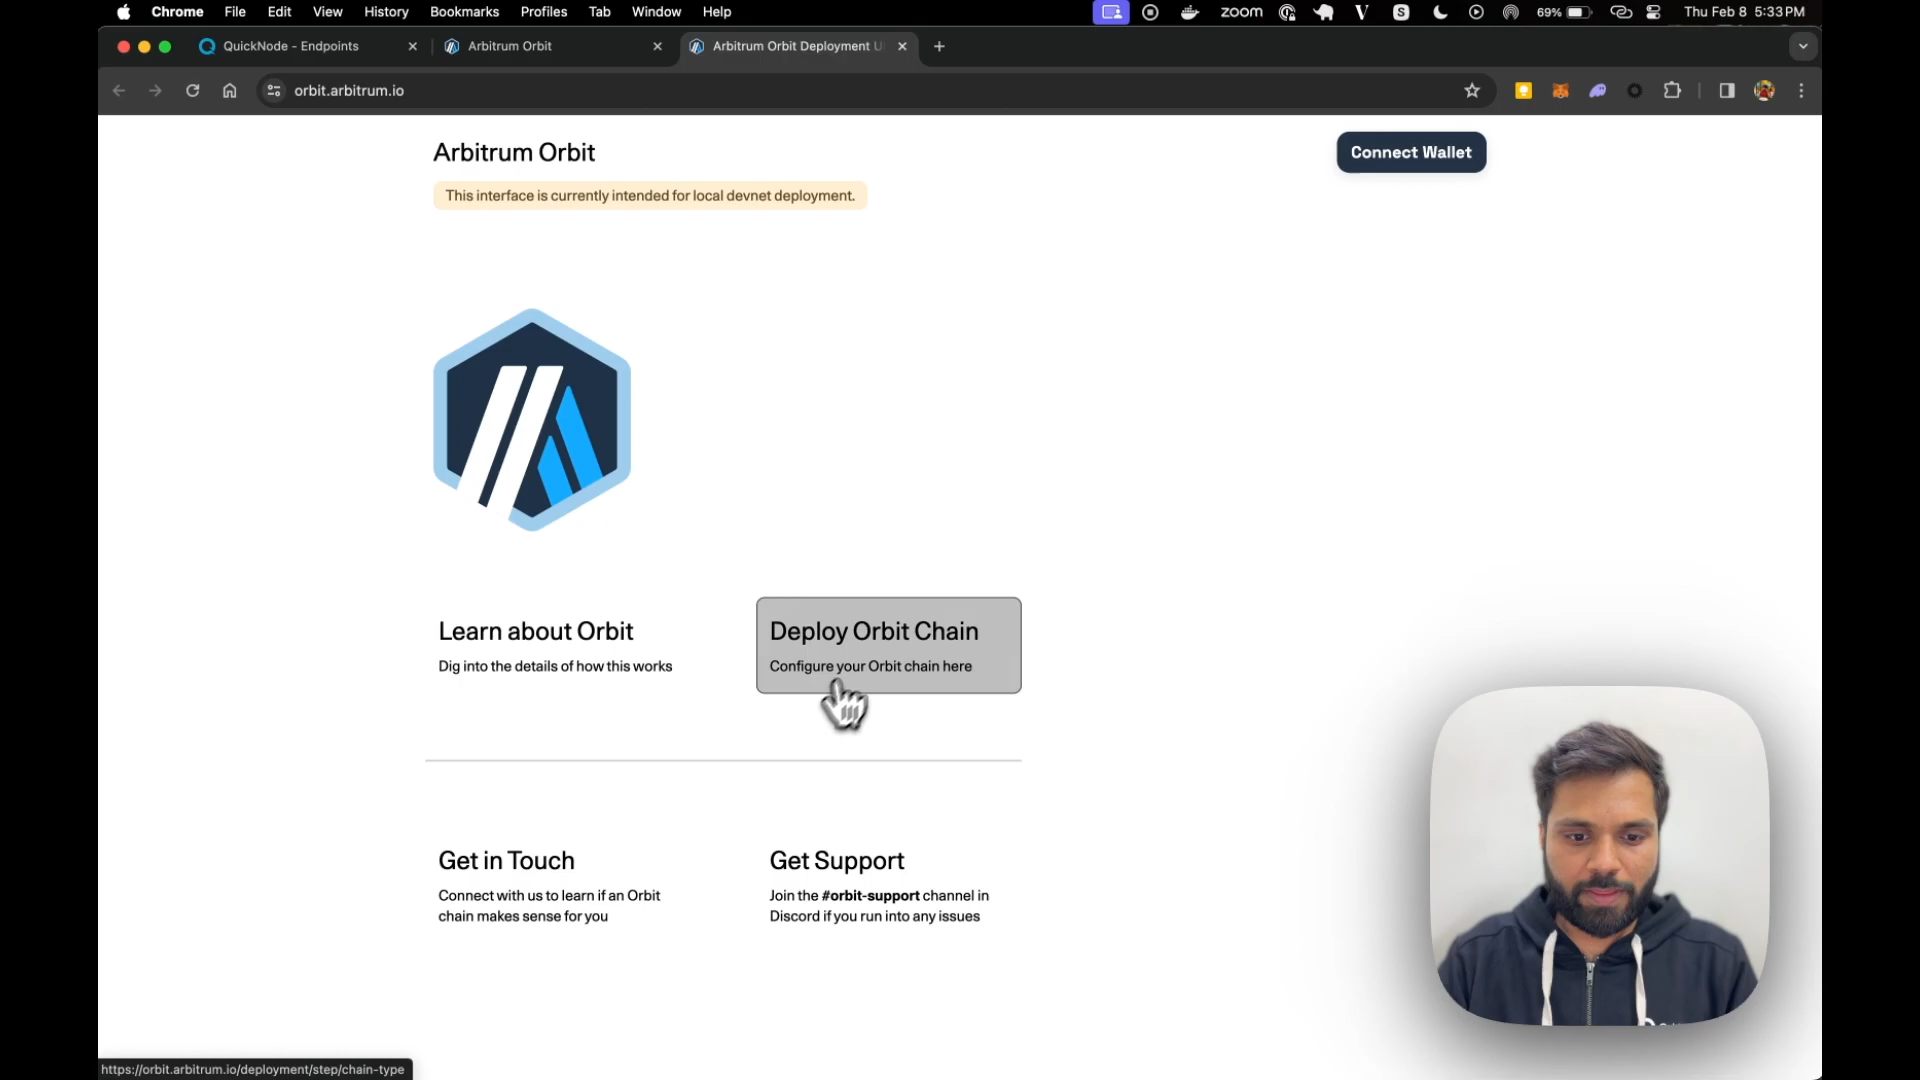 Chrome File Edit View History Bookmarks Profiles Tab Window Help
zoom
69%
Thu Feb 8 5:33 PM
QuickNode - Endpoints
Arbitrum Orbit
Arbitrum Orbit Deployment U
orbit.arbitrum.io
Arbitrum Orbit
Connect Wallet
This interface is currently intended for local devnet deployment.
Learn about Orbit
Dig into the details of how this works
Deploy Orbit Chain
Configure your Orbit chain here
Get in Touch
Connect with us to learn if an Orbit
chain makes sense for you
Get Support
Join the #orbit-support channel in
Discord if you run into any issues
https://orbit.arbitrum.io/deployment/step/chain-type